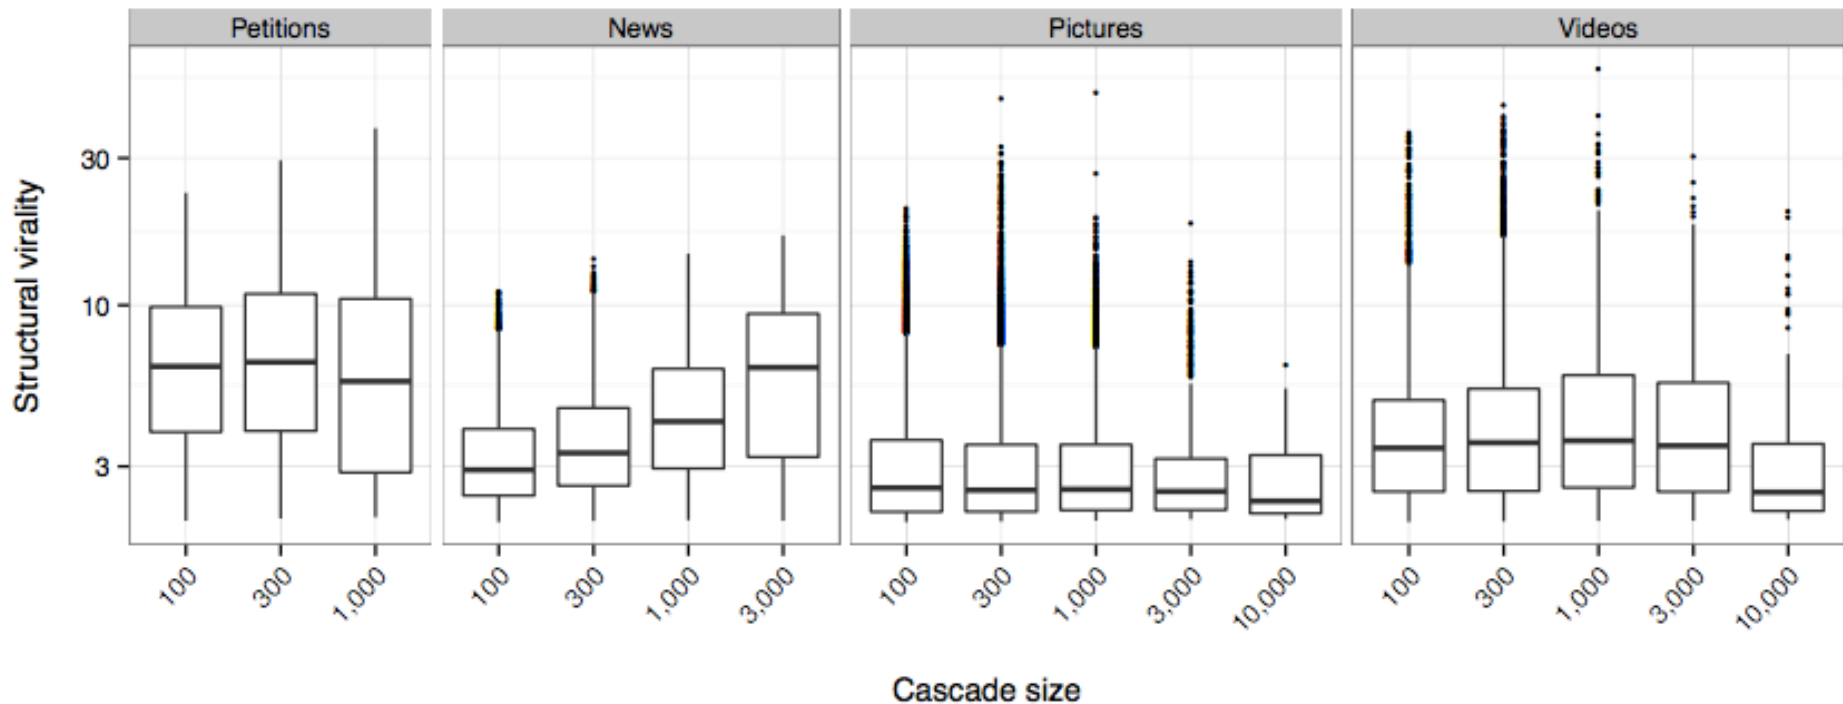 Petitions News Pictures Videos
Structural virality
30
10
3
100 300 1,000 100 300 1,000 3,000 100 300 1,000 3,000 10,000 100 300 1,000 3,000 10,000
Cascade size